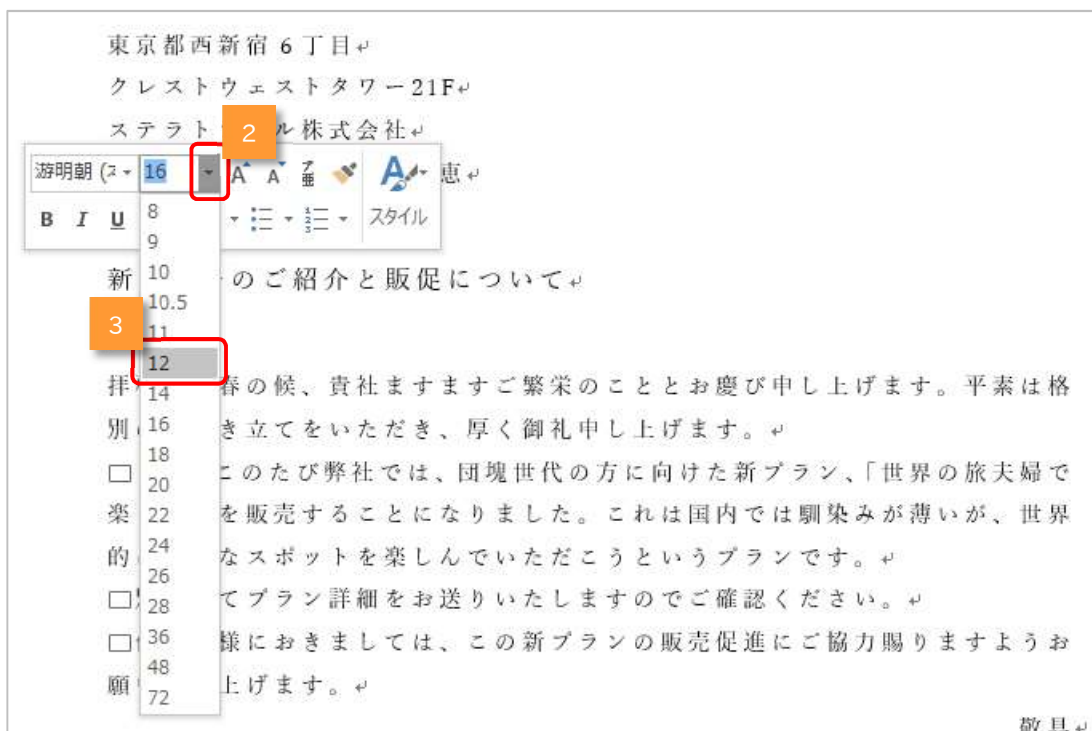 東京都西新宿6丁目↵
クレストウェストタワー21F↵
ステラト ル株式会社↵
2
游明朝 (ス 16 A A ア亜 A 恵↵
B I U スタイル
8
9
10
10.5
11
12
14
16
18
20
22
24
26
28
36
48
72
3
新 のご紹介と販促について↵
拝 春の候、貴社ますますご繁栄のこととお慶び申し上げます。平素は格
別 き立てをいただき、厚く御礼申し上げます。↵
□ このたび弊社では、団塊世代の方に向けた新プラン、「世界の旅夫婦で
楽 を販売することになりました。これは国内では馴染みが薄いが、世界
的 なスポットを楽しんでいただこうというプランです。↵
□ てプラン詳細をお送りいたしますのでご確認ください。↵
□ 様におきましては、この新プランの販売促進にご協力賜りますようお
願 上げます。↵
敬具↵